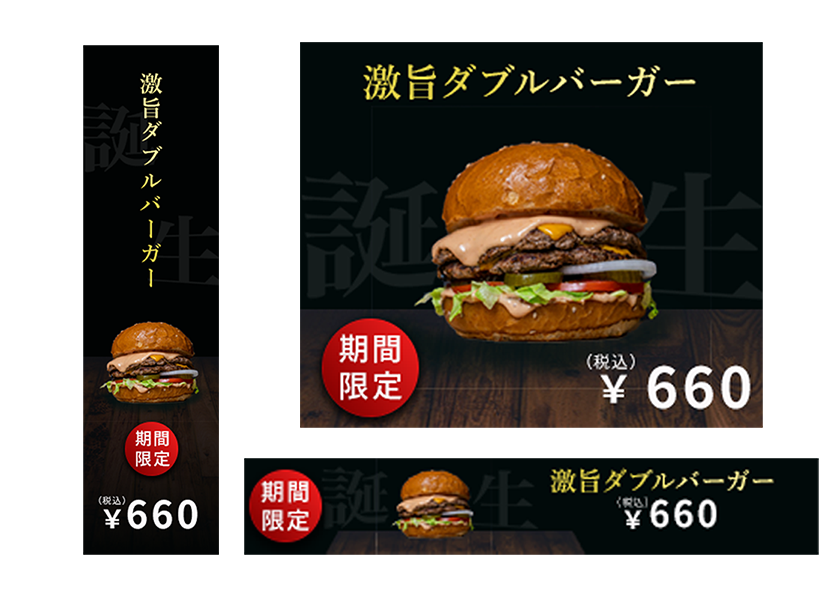 激旨ダブルバーガー
誕
生
期間
限定
(税込)
¥660
激旨ダブルバーガー
誕
生
期間
限定
(税込)
¥ 660
期間
限定
誕
生
激旨ダブルバーガー
(税込)
¥660